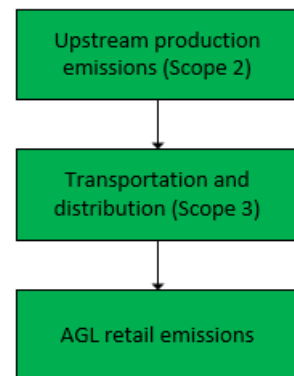 Upstream production
emissions (Scope 2)
Transportation and
distribution (Scope 3)
AGL retail emissions